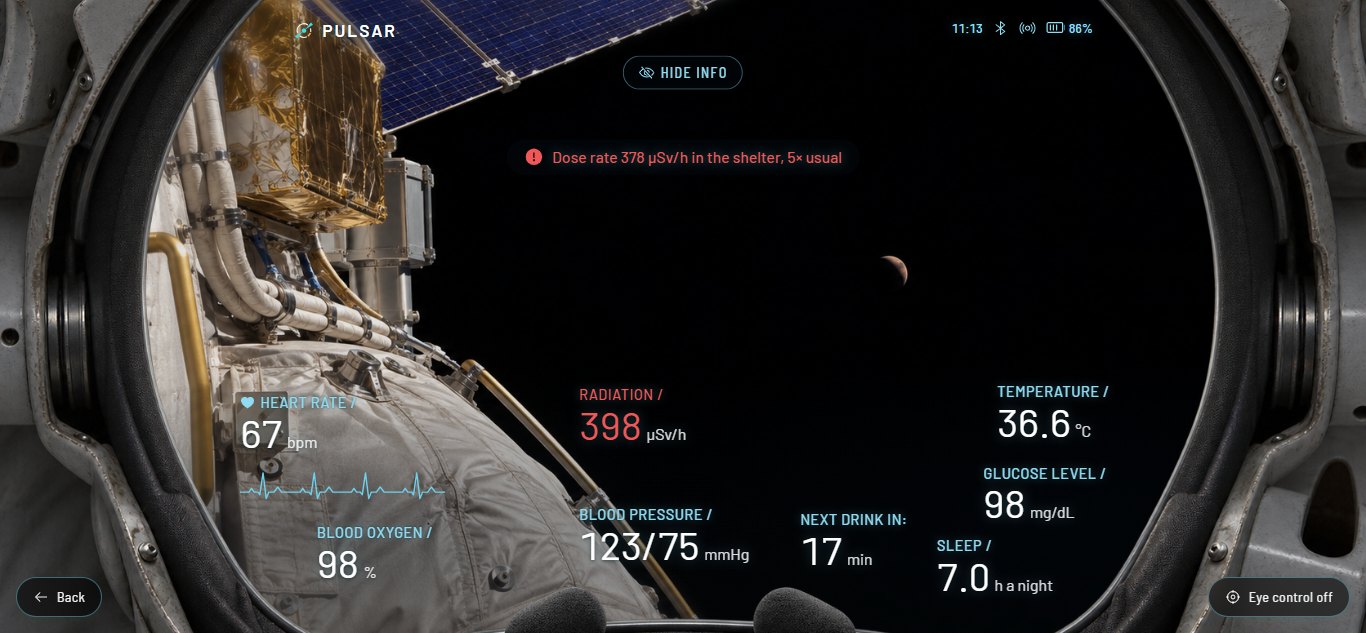 PULSAR
11:13
86%
HIDE INFO
! Dose rate 378 µSv/h in the shelter, 5× usual
HEART RATE /
67 bpm
BLOOD OXYGEN /
98 %
RADIATION /
398 µSv/h
BLOOD PRESSURE /
123/75 mmHg
NEXT DRINK IN:
17 min
TEMPERATURE /
36.6 °C
GLUCOSE LEVEL /
98 mg/dL
SLEEP /
7.0 h a night
← Back
Eye control off